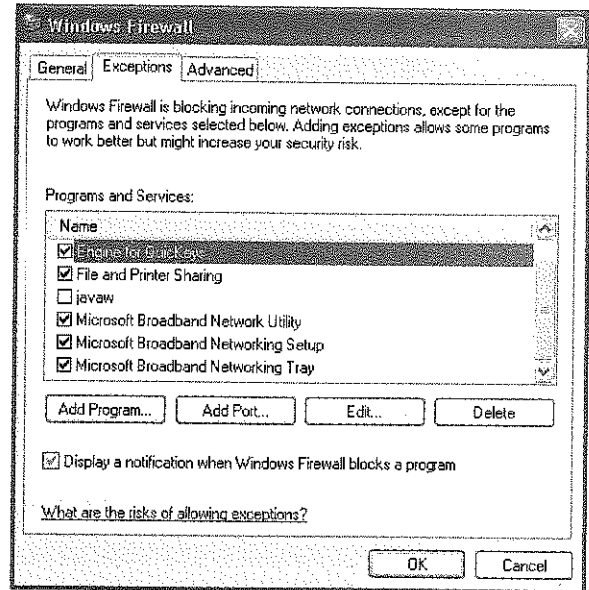 Windows Firewall
General Exceptions Advanced
Windows Firewall is blocking incoming network connections, except for the
programs and services selected below. Adding exceptions allows some programs
to work better but might increase your security risk.
Programs and Services:
Name
Engine for QuicKeys
File and Printer Sharing
javaw
Microsoft Broadband Network Utility
Microsoft Broadband Networking Setup
Microsoft Broadband Networking Tray
Add Program... Add Port... Edit... Delete
Display a notification when Windows Firewall blocks a program
What are the risks of allowing exceptions?
OK Cancel